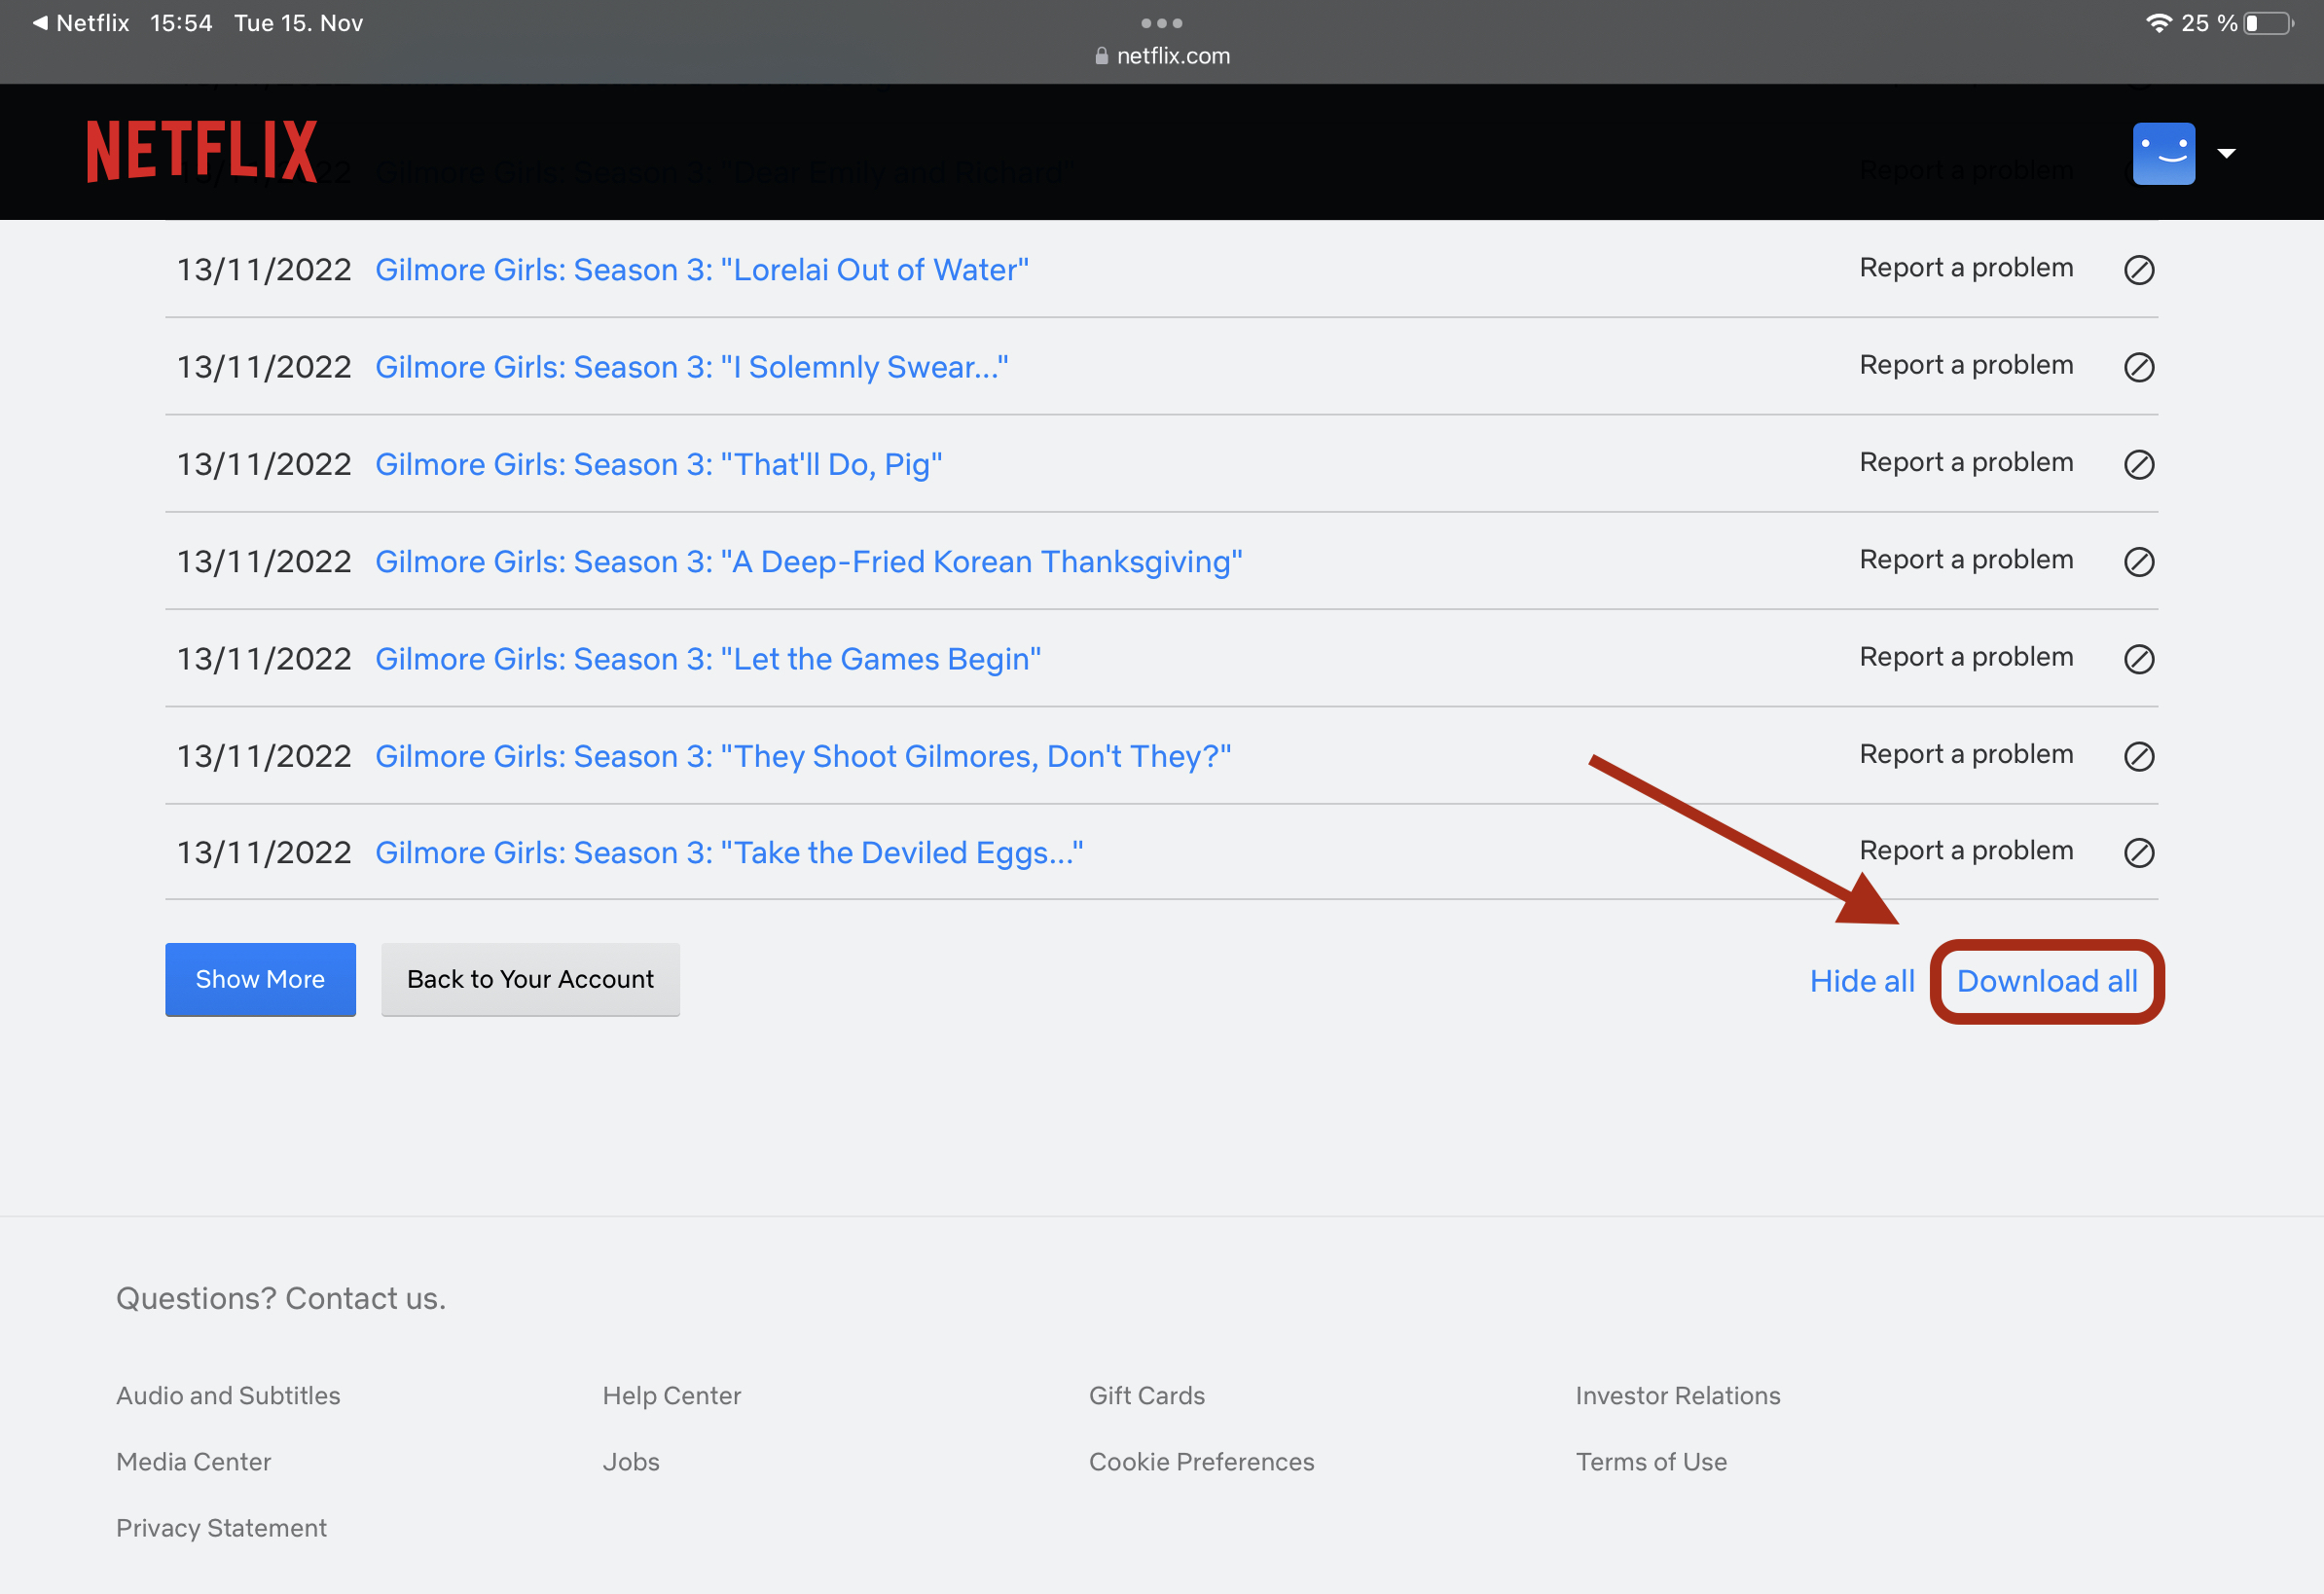 Netflix 15:54 Tue 15. Nov 25 %
netflix.com
NETFLIX
22 Gilmore Girls: Season 3: "Dear Emily and Richard" Report a problem
13/11/2022 Gilmore Girls: Season 3: "Lorelai Out of Water" Report a problem
13/11/2022 Gilmore Girls: Season 3: "I Solemnly Swear..." Report a problem
13/11/2022 Gilmore Girls: Season 3: "That'll Do, Pig" Report a problem
13/11/2022 Gilmore Girls: Season 3: "A Deep-Fried Korean Thanksgiving" Report a problem
13/11/2022 Gilmore Girls: Season 3: "Let the Games Begin" Report a problem
13/11/2022 Gilmore Girls: Season 3: "They Shoot Gilmores, Don't They?" Report a problem
13/11/2022 Gilmore Girls: Season 3: "Take the Deviled Eggs..." Report a problem
Show More Back to Your Account Hide all Download all
Questions? Contact us.
Audio and Subtitles Help Center Gift Cards Investor Relations
Media Center Jobs Cookie Preferences Terms of Use
Privacy Statement